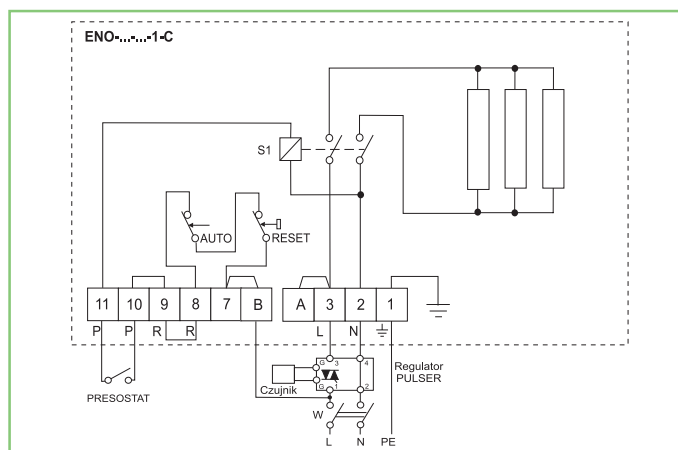 ENO-...-...-1-C
S1
AUTO
RESET
11 10 9 8 7 B A 3 2 1
P P R R L N
G 3 4
Regulator
PULSER
Czujnik
G 1 2
PRESOSTAT
W
L N PE